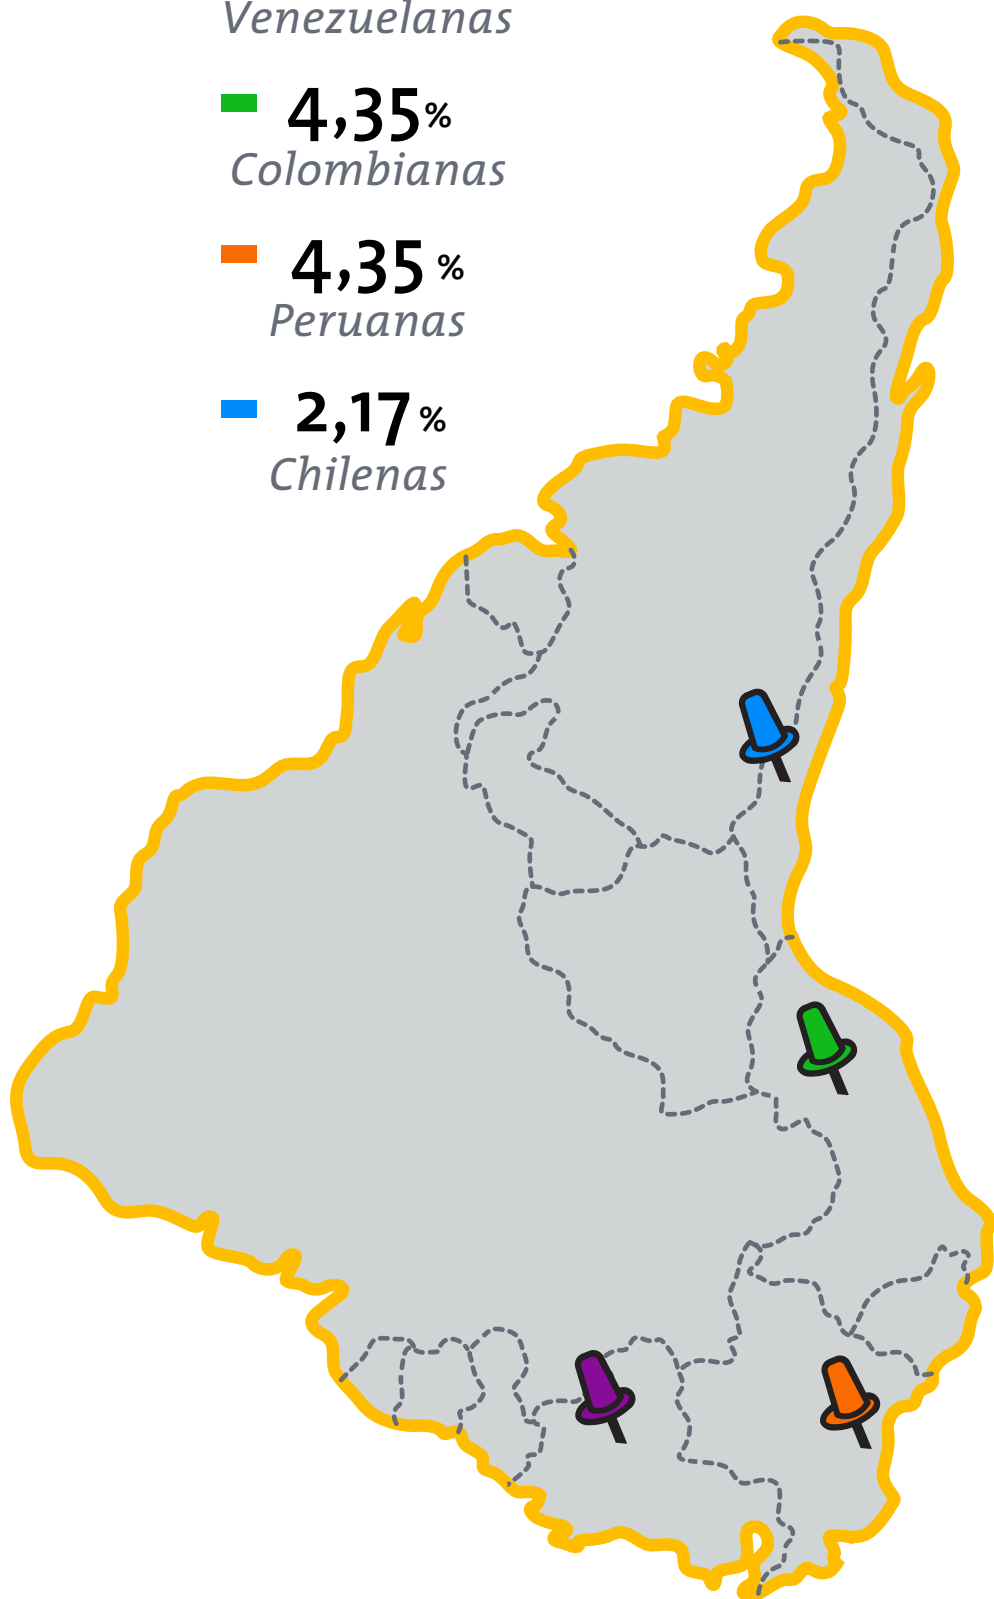 Venezuelanas
4,35%
Colombianas
4,35 %
Peruanas
2,17 %
Chilenas